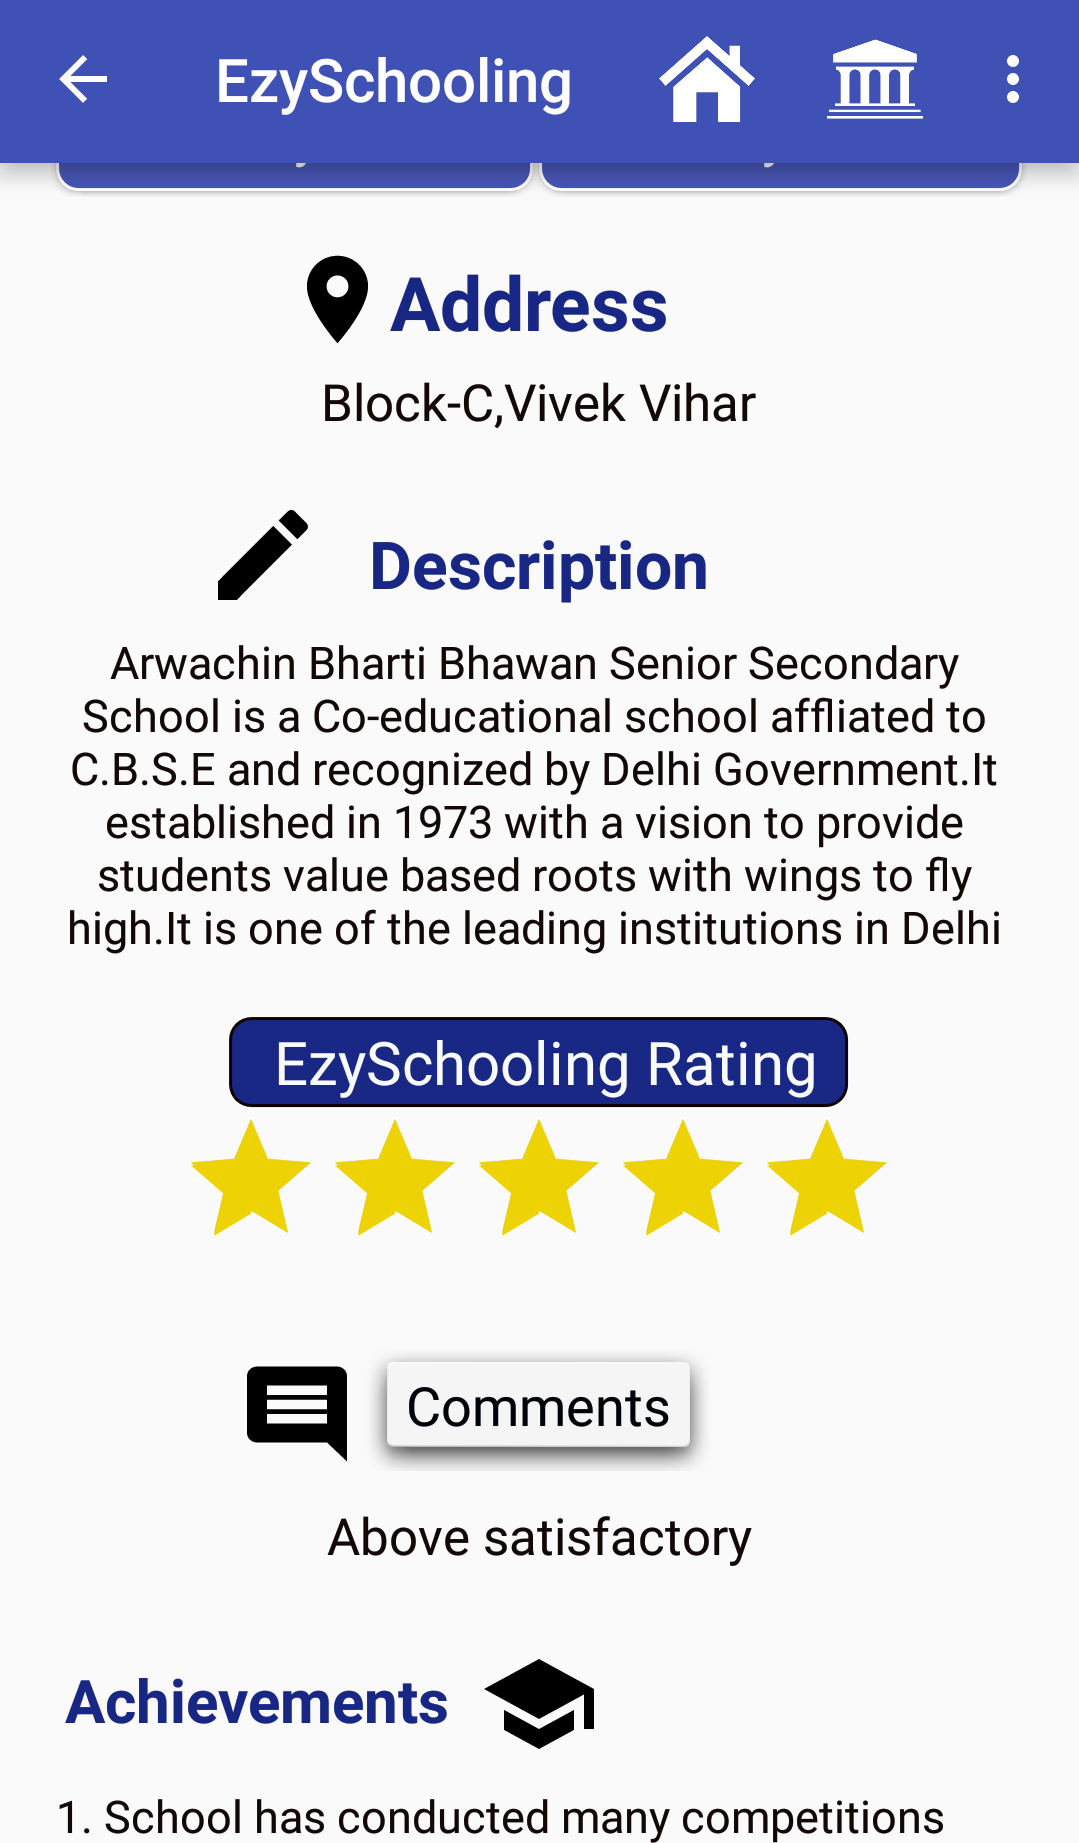 EzySchooling
Address
Block-C,Vivek Vihar
Description
Arwachin Bharti Bhawan Senior Secondary
School is a Co-educational school affliated to
C.B.S.E and recognized by Delhi Government.It
established in 1973 with a vision to provide
students value based roots with wings to fly
high.It is one of the leading institutions in Delhi
EzySchooling Rating
Comments
Above satisfactory
Achievements
1. School has conducted many competitions